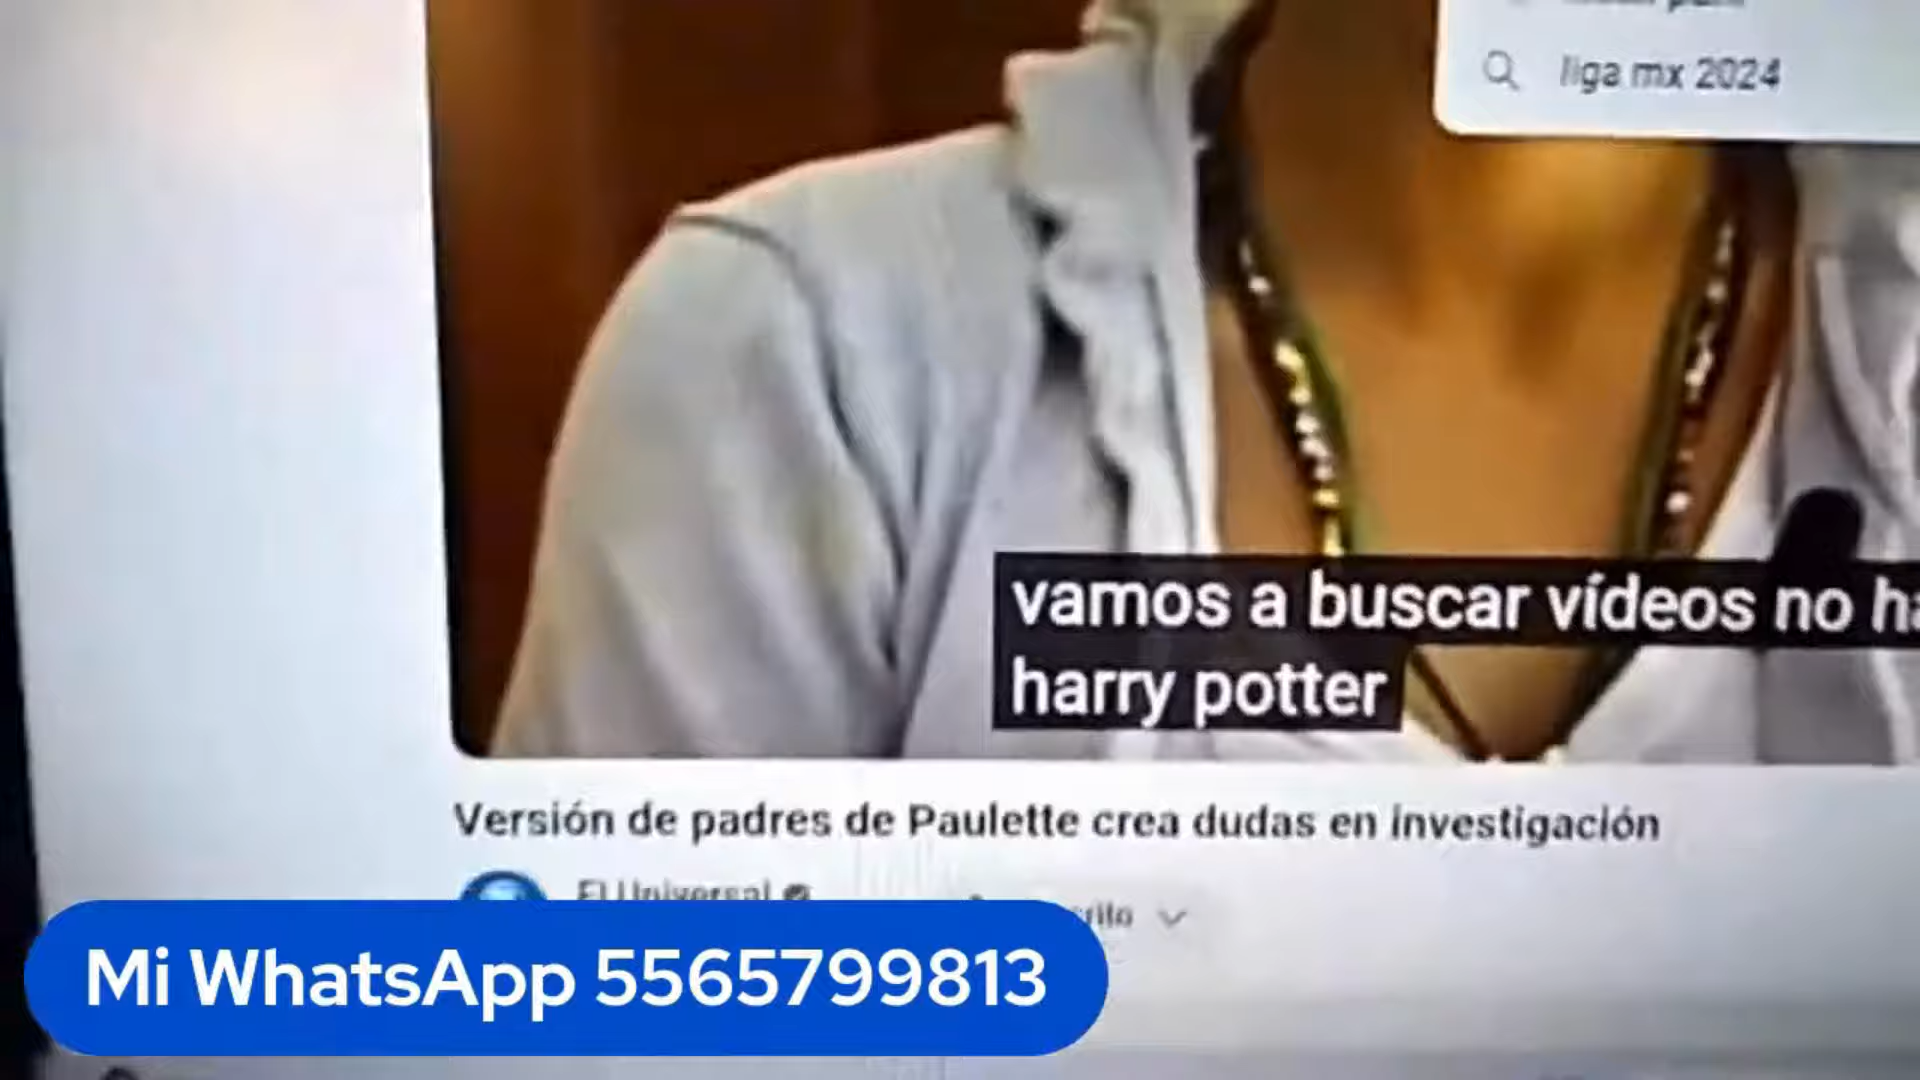 liga mx 2024
vamos a buscar vídeos no
harry potter
Versión de padres de Paulette crea dudas en investigación
El Universal
Mi WhatsApp 5565799813